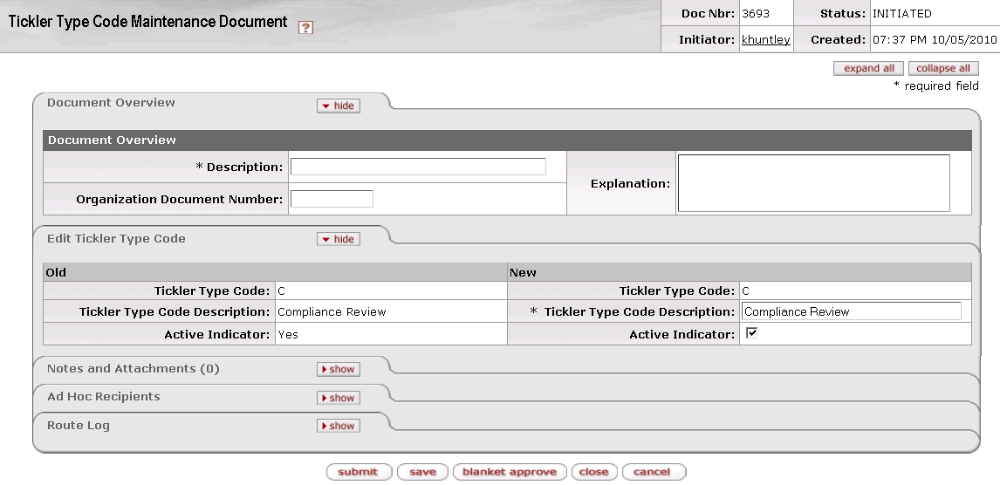 Tickler Type Code Maintenance Document ?
Doc Nbr: 3693 Status: INITIATED
Initiator: khuntley Created: 07:37 PM 10/05/2010
expand all collapse all
* required field
Document Overview hide
Document Overview
* Description:
Explanation:
Organization Document Number:
Edit Tickler Type Code hide
Old New
Tickler Type Code: C Tickler Type Code: C
Tickler Type Code Description: Compliance Review * Tickler Type Code Description: Compliance Review
Active Indicator: Yes Active Indicator:
Notes and Attachments (0) show
Ad Hoc Recipients show
Route Log show
submit save blanket approve close cancel